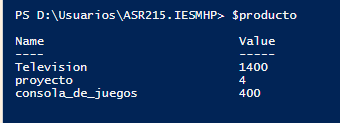 PS D:\Usuarios\ASR215.IESMHP> $producto
Name Value
---- -----
Television 1400
proyecto 4
consola_de_juegos 400